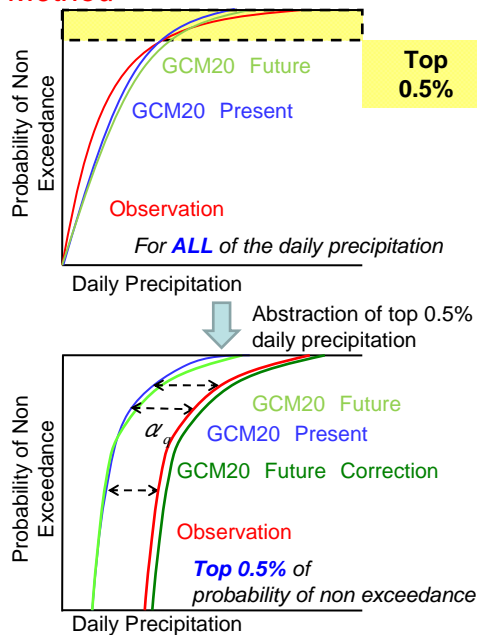 Method
Probability of Non
Exceedance
GCM20 Future
GCM20 Present
Observation
For ALL of the daily precipitation
Daily Precipitation
Top
0.5%
Abstraction of top 0.5%
daily precipitation
Probability of Non
Exceedance
α
GCM20 Future
GCM20 Present
GCM20 Future Correction
Observation
Top 0.5% of
probability of non exceedance
Daily Precipitation